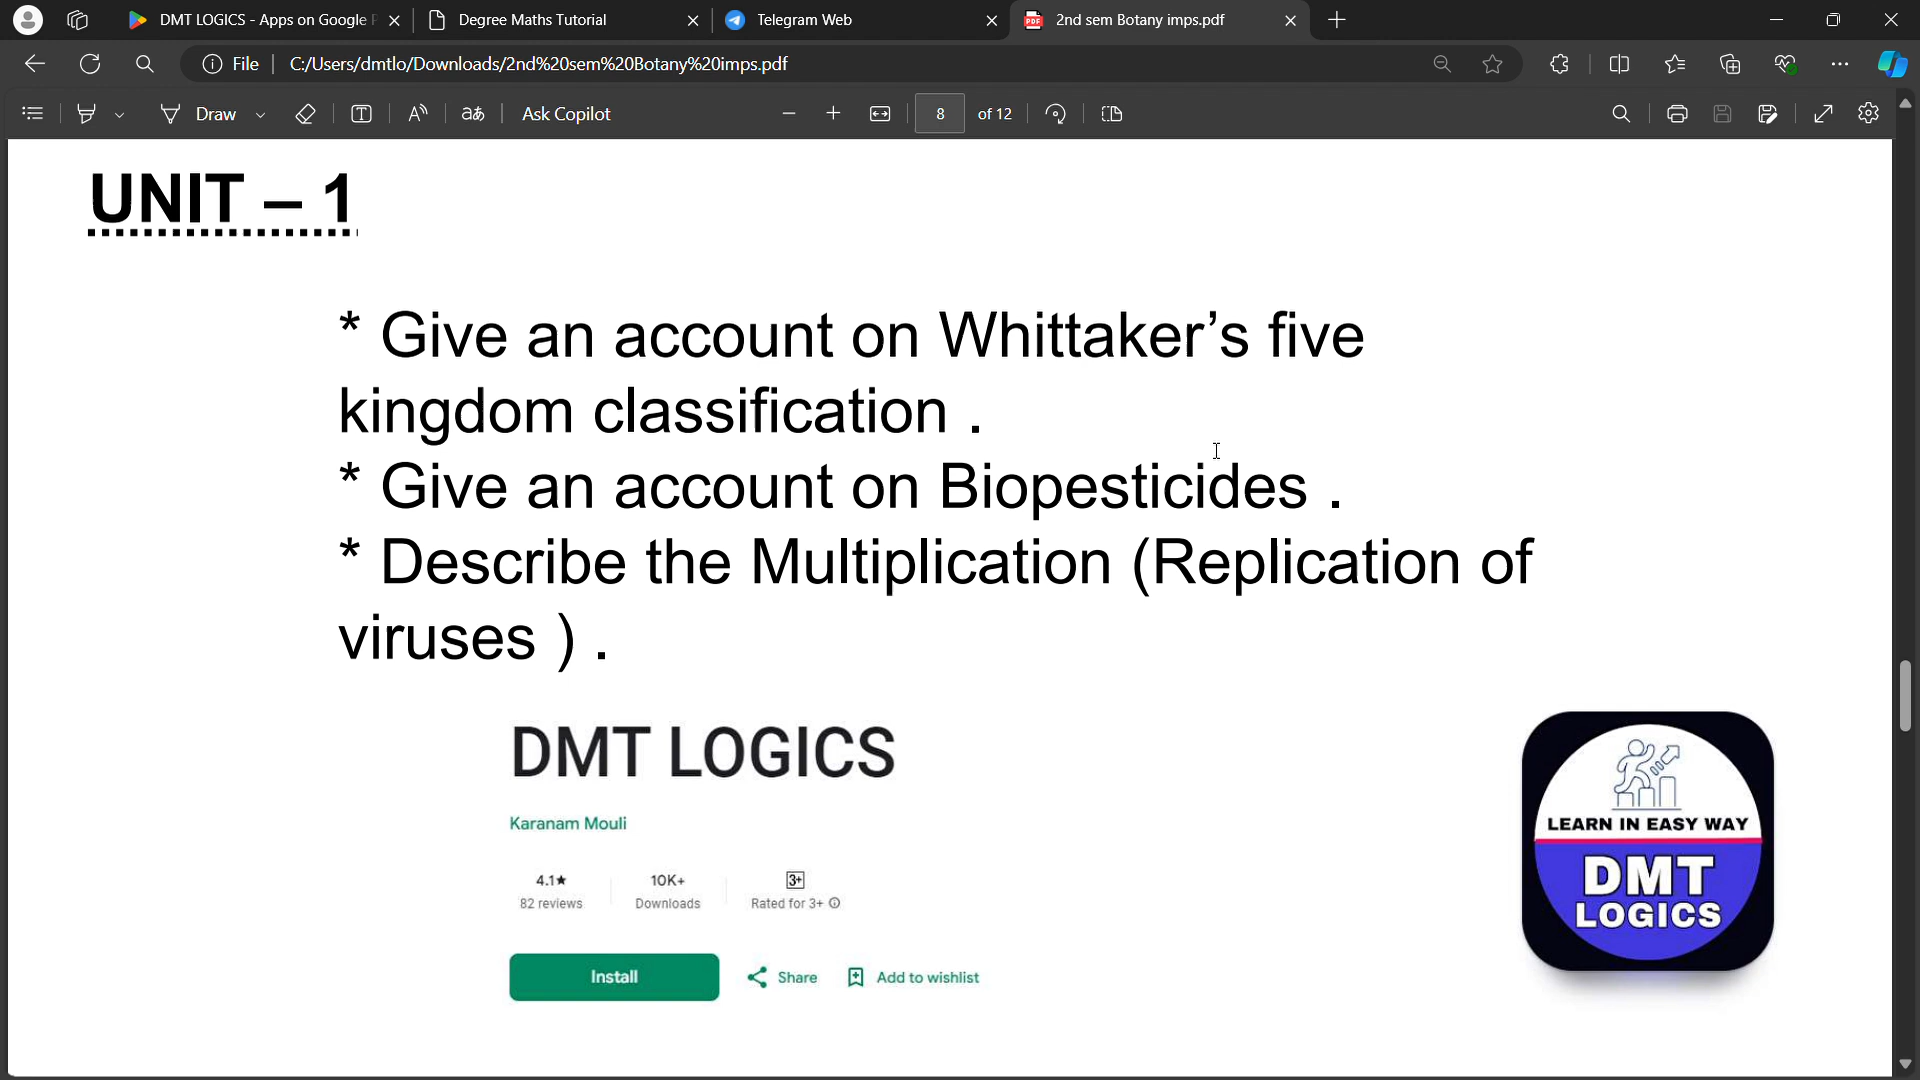 DMT LOGICS - Apps on Google P
Degree Maths Tutorial
Telegram Web
2nd sem Botany imps.pdf
File
C:/Users/dmtlo/Downloads/2nd%20sem%20Botany%20imps.pdf
Draw
aあ
Ask Copilot
8
of 12
UNIT – 1
* Give an account on Whittaker’s five
kingdom classification .
* Give an account on Biopesticides .
* Describe the Multiplication (Replication of
viruses ) .
DMT LOGICS
Karanam Mouli
4.1★
82 reviews
10K+
Downloads
3+
Rated for 3+
Install
Share
Add to wishlist
LEARN IN EASY WAY
DMT
LOGICS